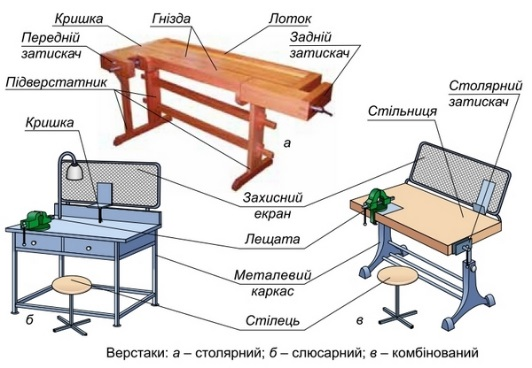 Кришка
Гнізда
Лоток
Передній
затискач
Задній
затискач
Підверстатник
Столярний
затискач
Кришка
а
Стільниця
Захисний
екран
Лещата
Металевий
каркас
Стілець
б
в
Верстаки: а – столярний; б – слюсарний; в – комбінований